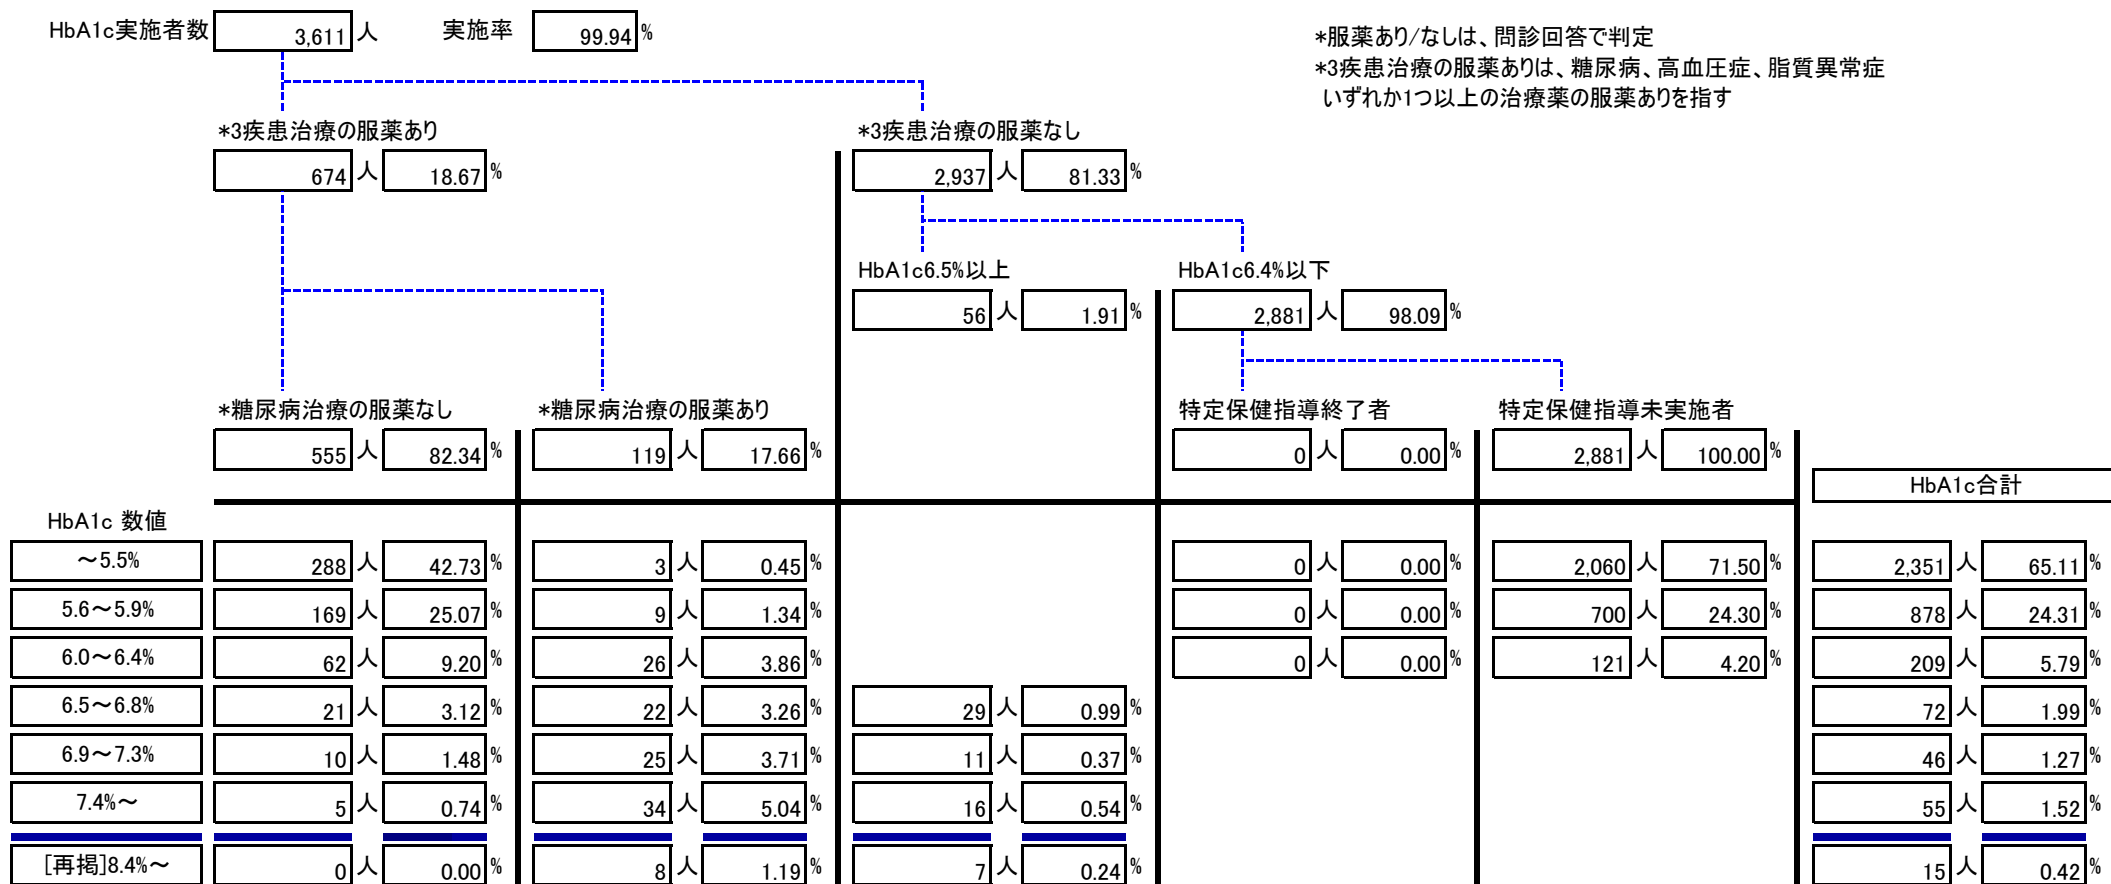 HbA1c実施者数 3,611 人 実施率 99.94 %
*服薬あり/なしは、問診回答で判定
*3疾患治療の服薬ありは、糖尿病、高血圧症、脂質異常症
いずれか1つ以上の治療薬の服薬ありを指す
*3疾患治療の服薬あり *3疾患治療の服薬なし
674 人 18.67 % 2,937 人 81.33 %
HbA1c6.5%以上 HbA1c6.4%以下
56 人 1.91 % 2,881 人 98.09 %
*糖尿病治療の服薬なし *糖尿病治療の服薬あり 特定保健指導終了者 特定保健指導未実施者
555 人 82.34 % 119 人 17.66 % 0 人 0.00 % 2,881 人 100.00 %
HbA1c合計
HbA1c 数値
～5.5% 288 人 42.73 % 3 人 0.45 % 0 人 0.00 % 2,060 人 71.50 % 2,351 人 65.11 %
5.6～5.9% 169 人 25.07 % 9 人 1.34 % 0 人 0.00 % 700 人 24.30 % 878 人 24.31 %
6.0～6.4% 62 人 9.20 % 26 人 3.86 % 0 人 0.00 % 121 人 4.20 % 209 人 5.79 %
6.5～6.8% 21 人 3.12 % 22 人 3.26 % 29 人 0.99 % 72 人 1.99 %
6.9～7.3% 10 人 1.48 % 25 人 3.71 % 11 人 0.37 % 46 人 1.27 %
7.4%～ 5 人 0.74 % 34 人 5.04 % 16 人 0.54 % 55 人 1.52 %
[再掲]8.4%～ 0 人 0.00 % 8 人 1.19 % 7 人 0.24 % 15 人 0.42 %